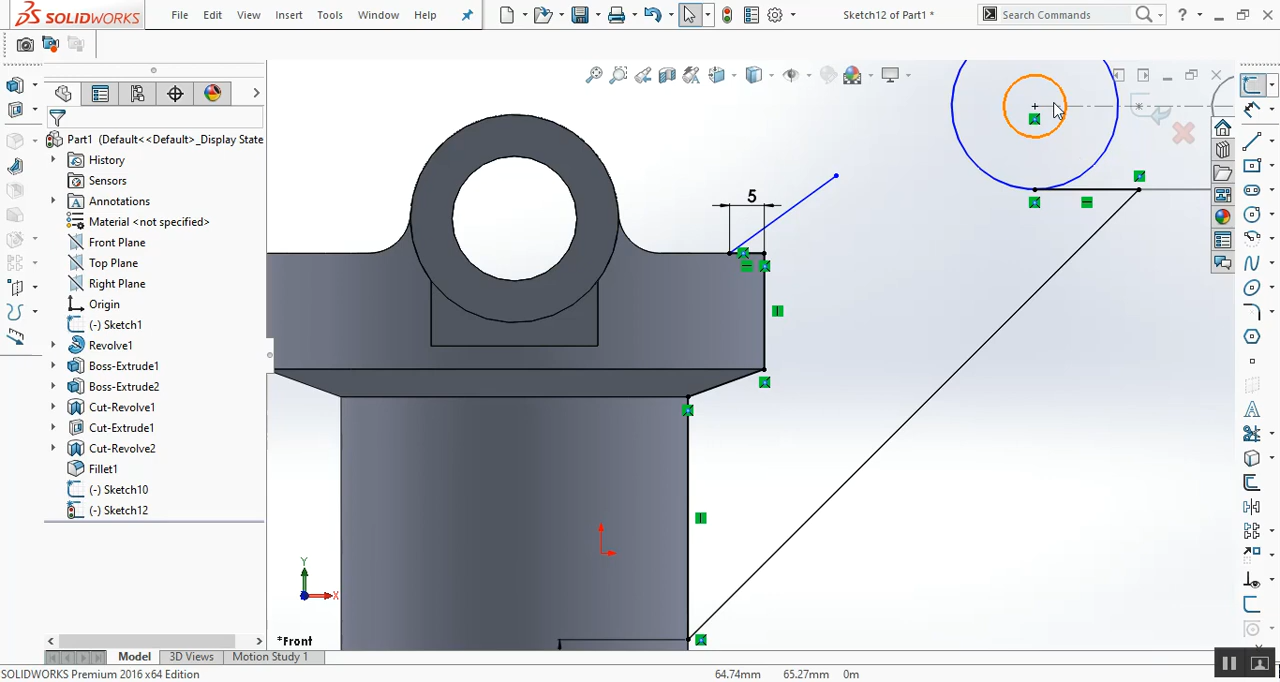 SOLIDWORKS
File Edit View Insert Tools Window Help
Sketch12 of Part1 *
Search Commands
?
Part1 (Default<<Default>_Display State
History
Sensors
Annotations
Material <not specified>
Front Plane
Top Plane
Right Plane
Origin
(-) Sketch1
Revolve1
Boss-Extrude1
Boss-Extrude2
Cut-Revolve1
Cut-Extrude1
Cut-Revolve2
Fillet1
(-) Sketch10
(-) Sketch12
5
Y
X
*Front
Model 3D Views Motion Study 1
SOLIDWORKS Premium 2016 x64 Edition
64.74mm 65.27mm 0m